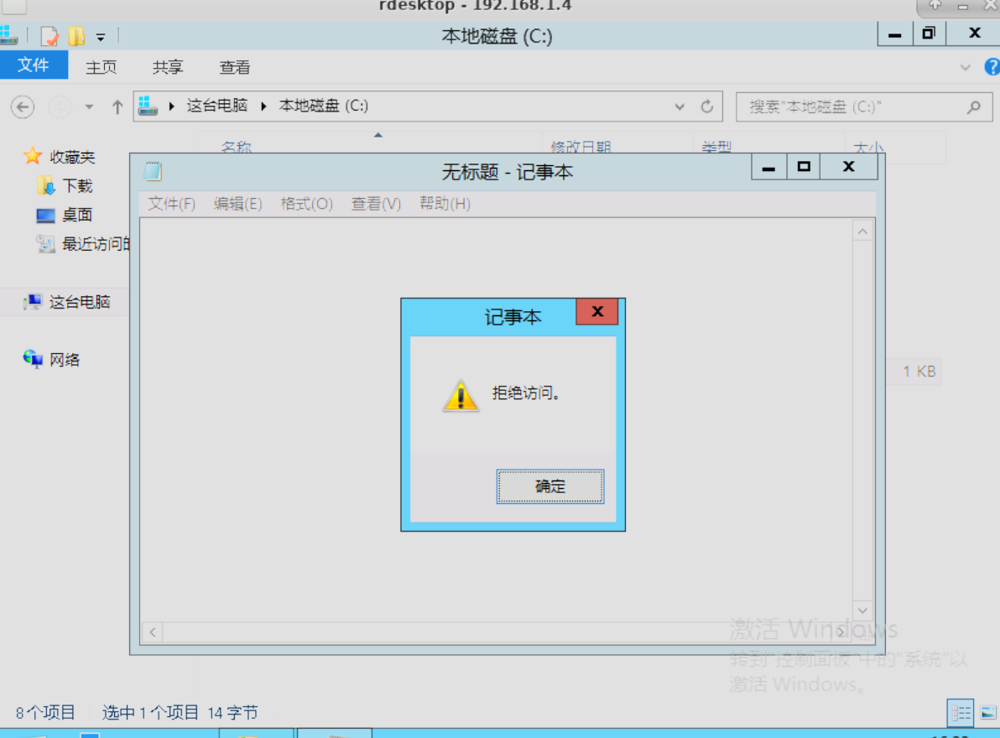 rdesktop - 192.168.1.4
本地磁盘 (C:)
文件 主页 共享 查看
这台电脑 本地磁盘 (C:) 搜索"本地磁盘 (C:)"
名称 修改日期 类型 大小
收藏夹
下载
桌面
最近访问的
这台电脑
网络
无标题 - 记事本
文件(F) 编辑(E) 格式(O) 查看(V) 帮助(H)
记事本
拒绝访问。
确定
1 KB
激活 Windows
转到"控制面板"中的"系统"以
激活 Windows。
8个项目 选中 1 个项目 14 字节